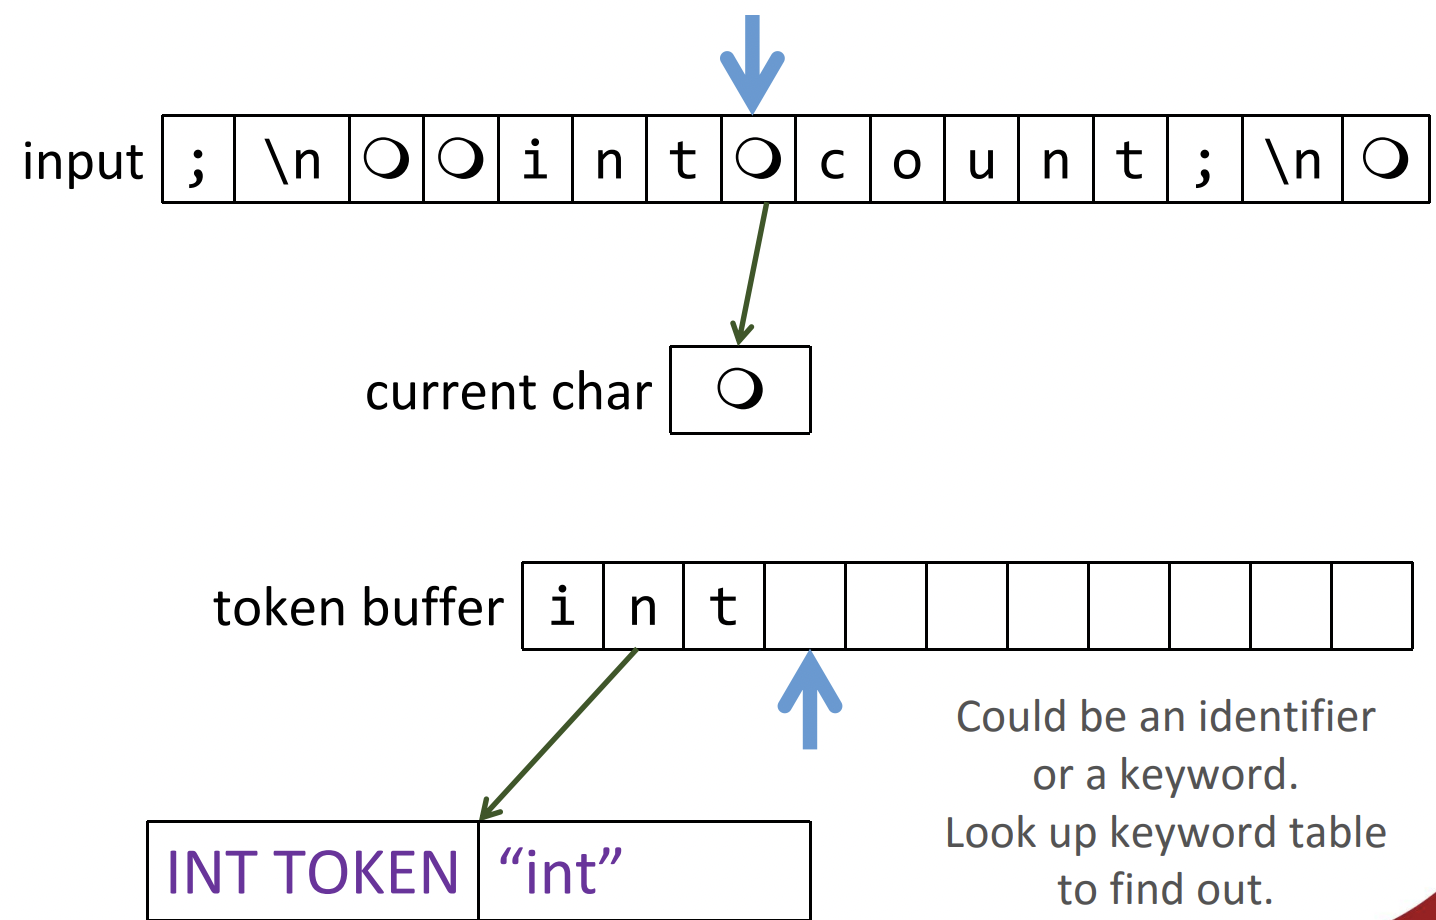 input ; \n ❍ ❍ i n t ❍ c o u n t ; \n ❍
current char ❍
token buffer i n t
Could be an identifier
or a keyword.
Look up keyword table
to find out.
INT TOKEN “int”